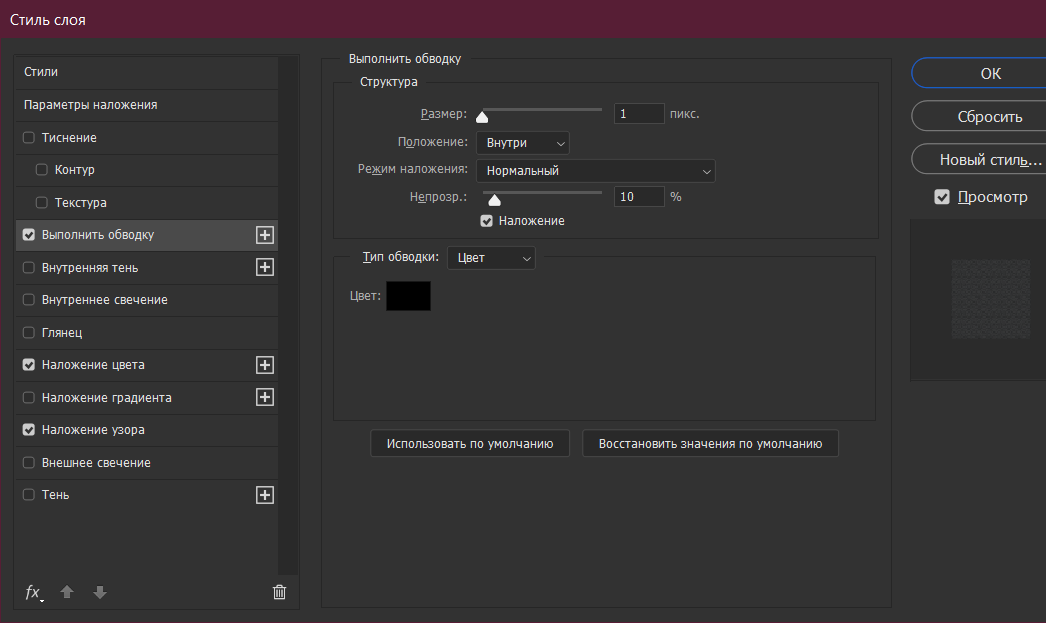 Стиль слоя
Стили
Параметры наложения
Тиснение
Контур
Текстура
Выполнить обводку
Внутренняя тень
Внутреннее свечение
Глянец
Наложение цвета
Наложение градиента
Наложение узора
Внешнее свечение
Тень
fx
Выполнить обводку
Структура
Размер: 1 пикс.
Положение: Внутри
Режим наложения: Нормальный
Непрозр.: 10 %
Наложение
Тип обводки: Цвет
Цвет:
Использовать по умолчанию Восстановить значения по умолчанию
ОК
Сбросить
Новый стиль...
Просмотр